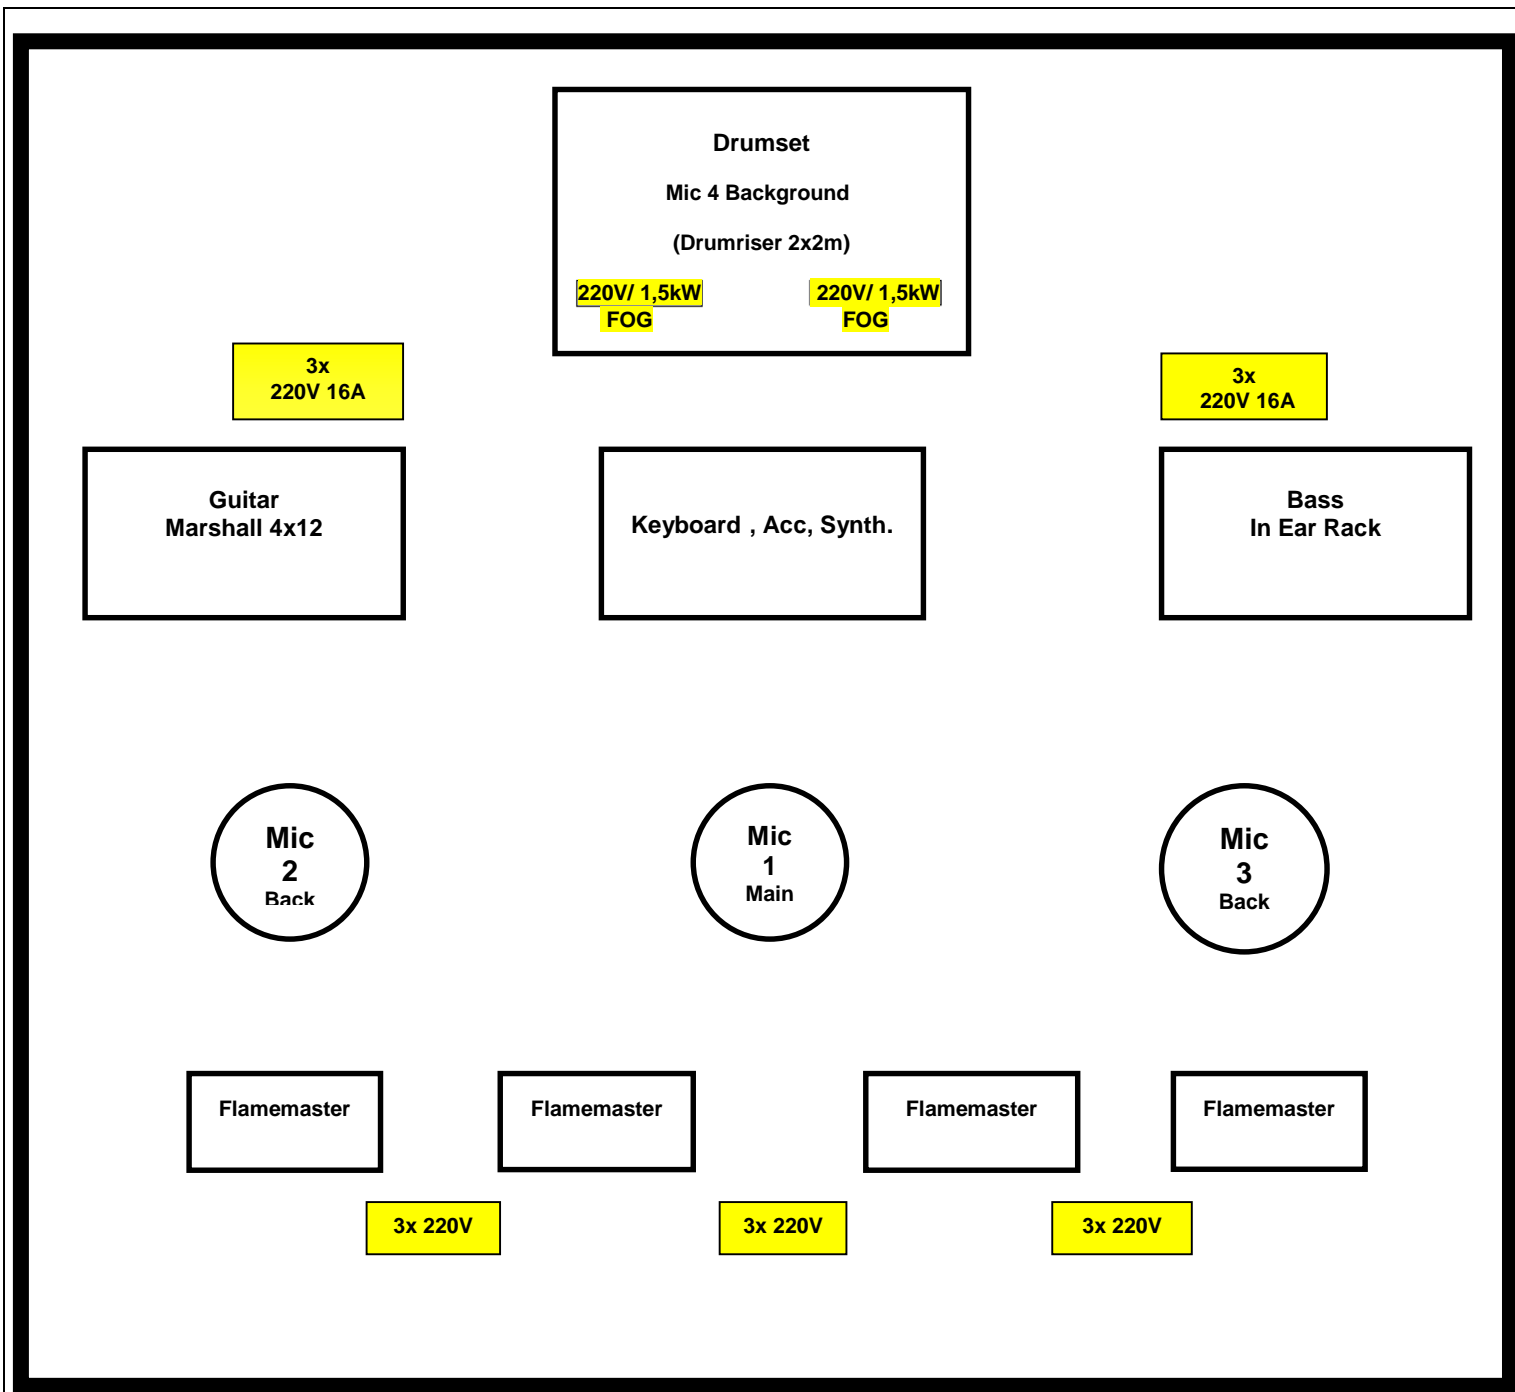 Drumset
Mic 4 Background
(Drumriser 2x2m)
220V/ 1,5kW
FOG
220V/ 1,5kW
FOG
3x
220V 16A
3x
220V 16A
Guitar
Marshall 4x12
Keyboard , Acc, Synth.
Bass
In Ear Rack
Mic
2
Back
Mic
1
Main
Mic
3
Back
Flamemaster
Flamemaster
Flamemaster
Flamemaster
3x 220V
3x 220V
3x 220V